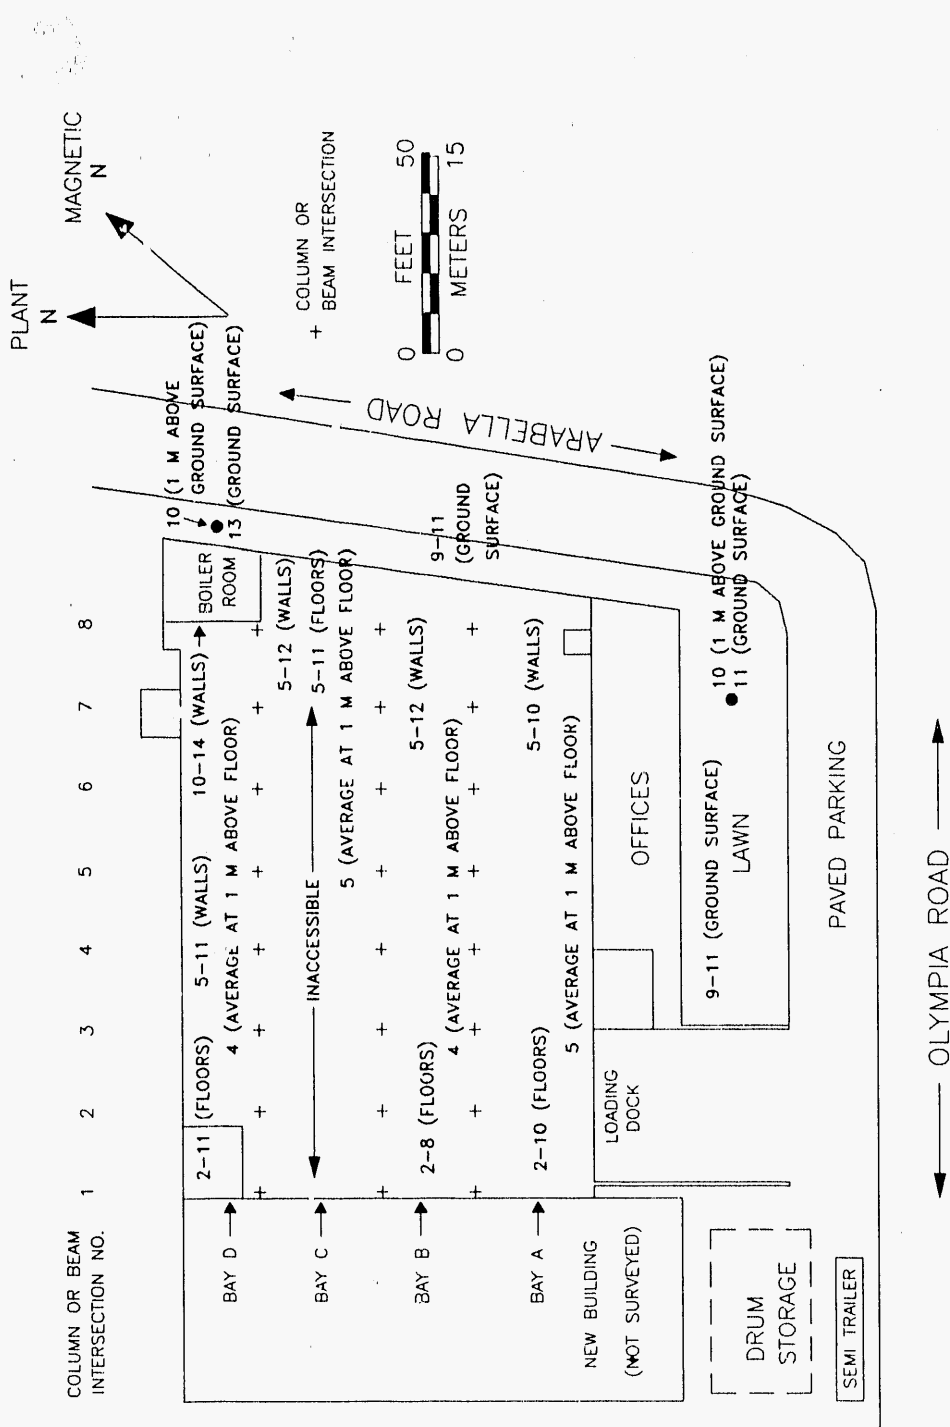 COLUMN OR BEAM
INTERSECTION NO.
1
2
3
4
5
6
7
8
PLANT
N
MAGNETIC
N
2-11 (FLOORS)
5-11 (WALLS)
10-14 (WALLS)
BOILER
ROOM
10 (1 M ABOVE
GROUND SURFACE)
13 (GROUND SURFACE)
BAY D
4 (AVERAGE AT 1 M ABOVE FLOOR)
5-12 (WALLS)
BAY C
INACCESSIBLE
5-11 (FLOORS)
5 (AVERAGE AT 1 M ABOVE FLOOR)
+ COLUMN OR
BEAM INTERSECTION
ARABELLA ROAD
0 FEET 50
0 METERS 15
BAY B
2-8 (FLOORS)
5-12 (WALLS)
9-11
(GROUND
SURFACE)
4 (AVERAGE AT 1 M ABOVE FLOOR)
BAY A
2-10 (FLOORS)
5-10 (WALLS)
5 (AVERAGE AT 1 M ABOVE FLOOR)
NEW BUILDING
(NOT SURVEYED)
LOADING
DOCK
OFFICES
9-11 (GROUND SURFACE)
LAWN
10 (1 M ABOVE GROUND SURFACE)
11 (GROUND SURFACE)
DRUM
STORAGE
PAVED PARKING
SEMI TRAILER
OLYMPIA ROAD